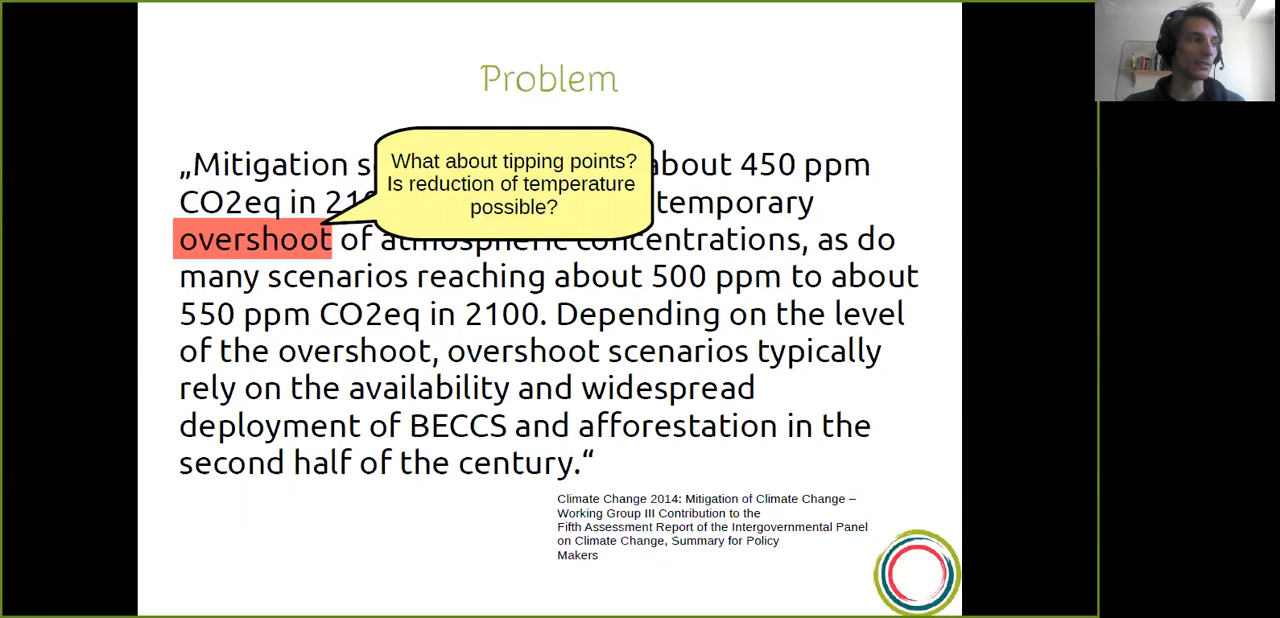 Problem
„Mitigation s
about 450 ppm
CO2eq in 21
temporary
What about tipping points?
Is reduction of temperature
possible?
overshoot of atmospheric concentrations, as do
many scenarios reaching about 500 ppm to about
550 ppm CO2eq in 2100. Depending on the level
of the overshoot, overshoot scenarios typically
rely on the availability and widespread
deployment of BECCS and afforestation in the
second half of the century.“
Climate Change 2014: Mitigation of Climate Change –
Working Group III Contribution to the
Fifth Assessment Report of the Intergovernmental Panel
on Climate Change, Summary for Policy
Makers